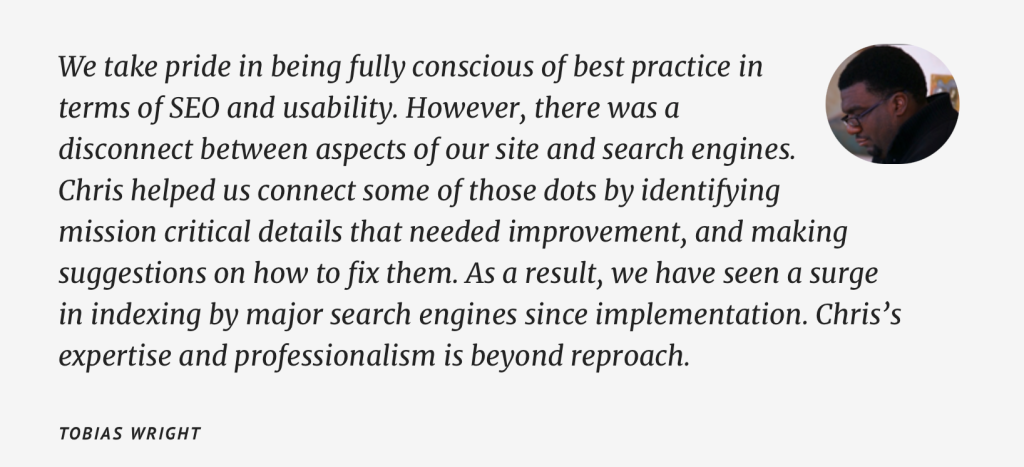 We take pride in being fully conscious of best practice in
terms of SEO and usability. However, there was a
disconnect between aspects of our site and search engines.
Chris helped us connect some of those dots by identifying
mission critical details that needed improvement, and making
suggestions on how to fix them. As a result, we have seen a surge
in indexing by major search engines since implementation. Chris’s
expertise and professionalism is beyond reproach.
TOBIAS WRIGHT